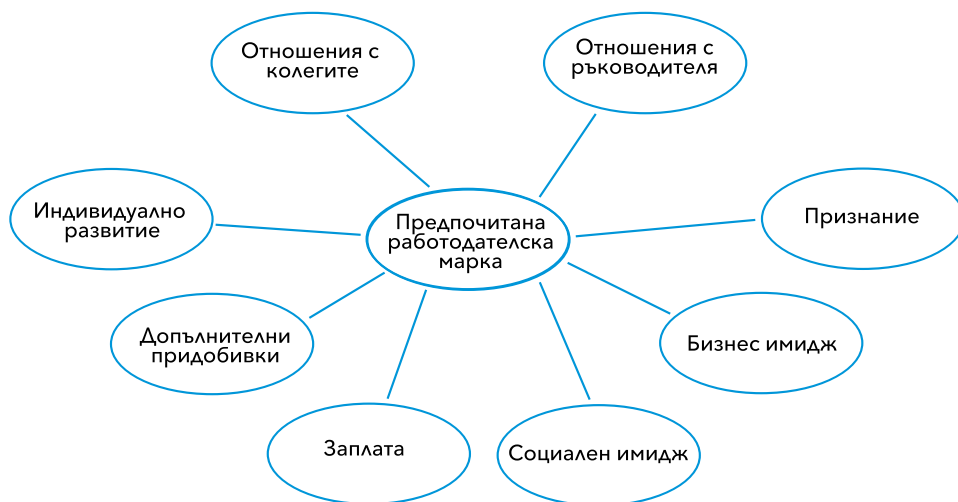 Отношения с
колегите
Отношения с
ръководителя
Индивидуално
развитие
Предпочитана
работодателска
марка
Признание
Допълнителни
придобивки
Бизнес имидж
Заплата
Социален имидж